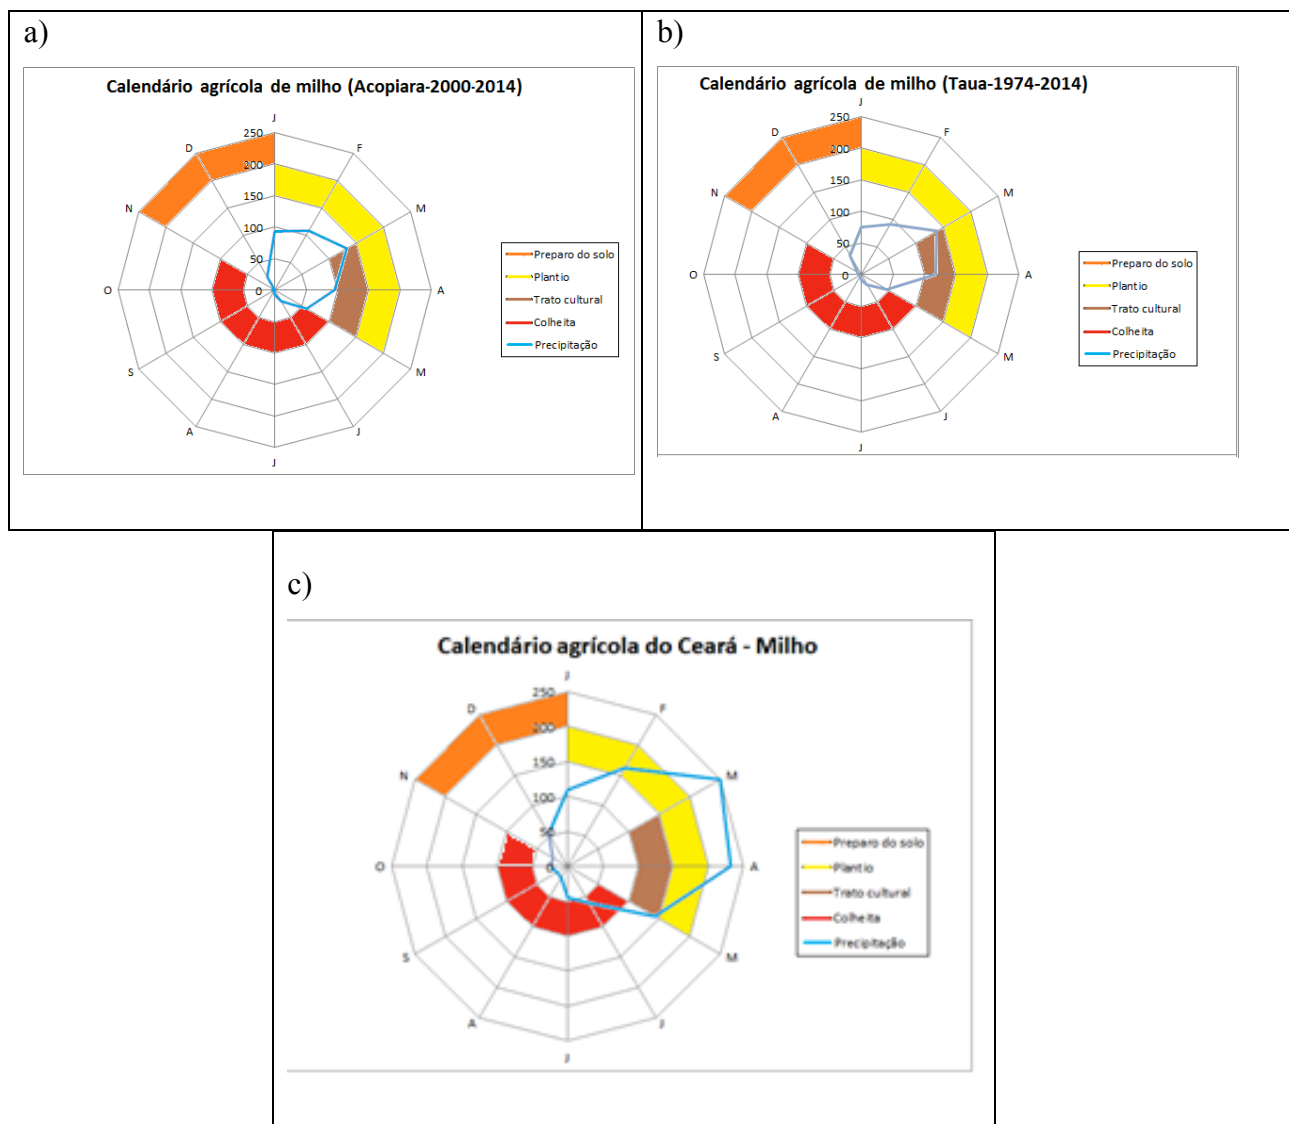 a)
Calendário agrícola de milho (Acopiara-2000-2014)
J
F
M
A
M
J
J
A
S
O
N
D
250
200
150
100
50
0
Preparo do solo
Plantio
Trato cultural
Colheita
Precipitação
b)
Calendário agrícola de milho (Taua-1974-2014)
J
F
M
A
M
J
J
A
S
O
N
D
250
200
150
100
50
0
Preparo do solo
Plantio
Trato cultural
Colheita
Precipitação
c)
Calendário agrícola do Ceará - Milho
J
F
M
A
M
J
J
A
S
O
N
D
250
200
150
100
50
0
Preparo do solo
Plantio
Trato cultural
Colheita
Precipitação